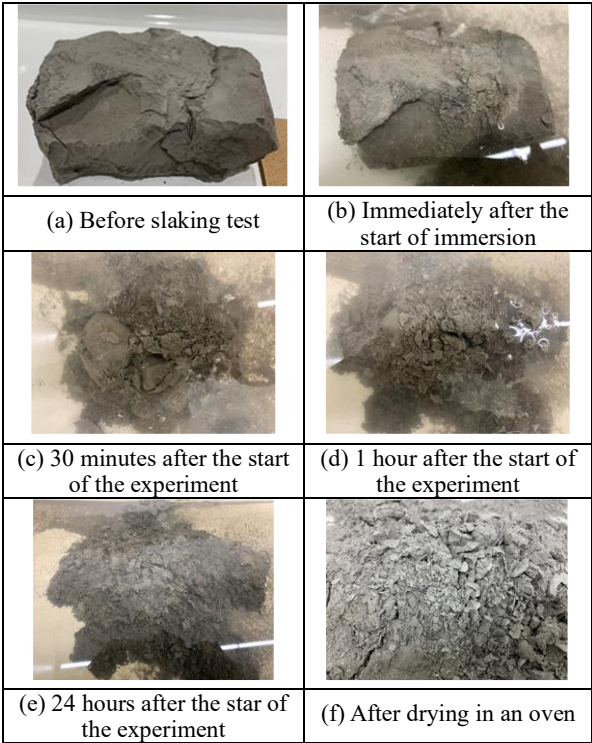 (a) Before slaking test
(b) Immediately after the
start of immersion
(c) 30 minutes after the start
of the experiment
(d) 1 hour after the start of
the experiment
(e) 24 hours after the star of
the experiment
(f) After drying in an oven